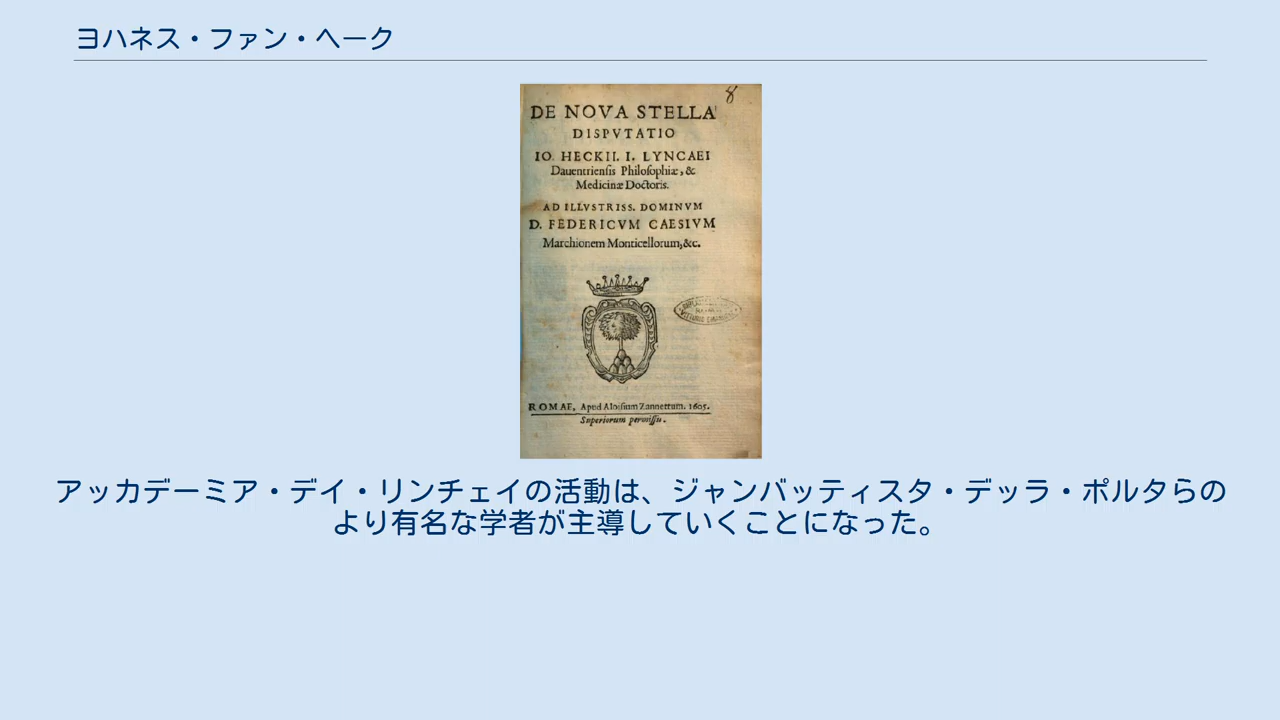 ヨハネス・ファン・ヘーク
8
DE NOVA STELLA
DISPVTATIO
IO. HECKII. I. LYNCAEI
Dauentriensis Philosophiæ, &
Medicinæ Doctoris.
AD ILLVSTRISS. DOMINVM
D. FEDERICVM CAESIVM
Marchionem Monticellorum, &c.
ROMAE, Apud Aloisium Zannettum. 1605.
Superiorum permissu.
アッカデーミア・デイ・リンチェイの活動は、ジャンバッティスタ・デッラ・ポルタらの
より有名な学者が主導していくことになった。